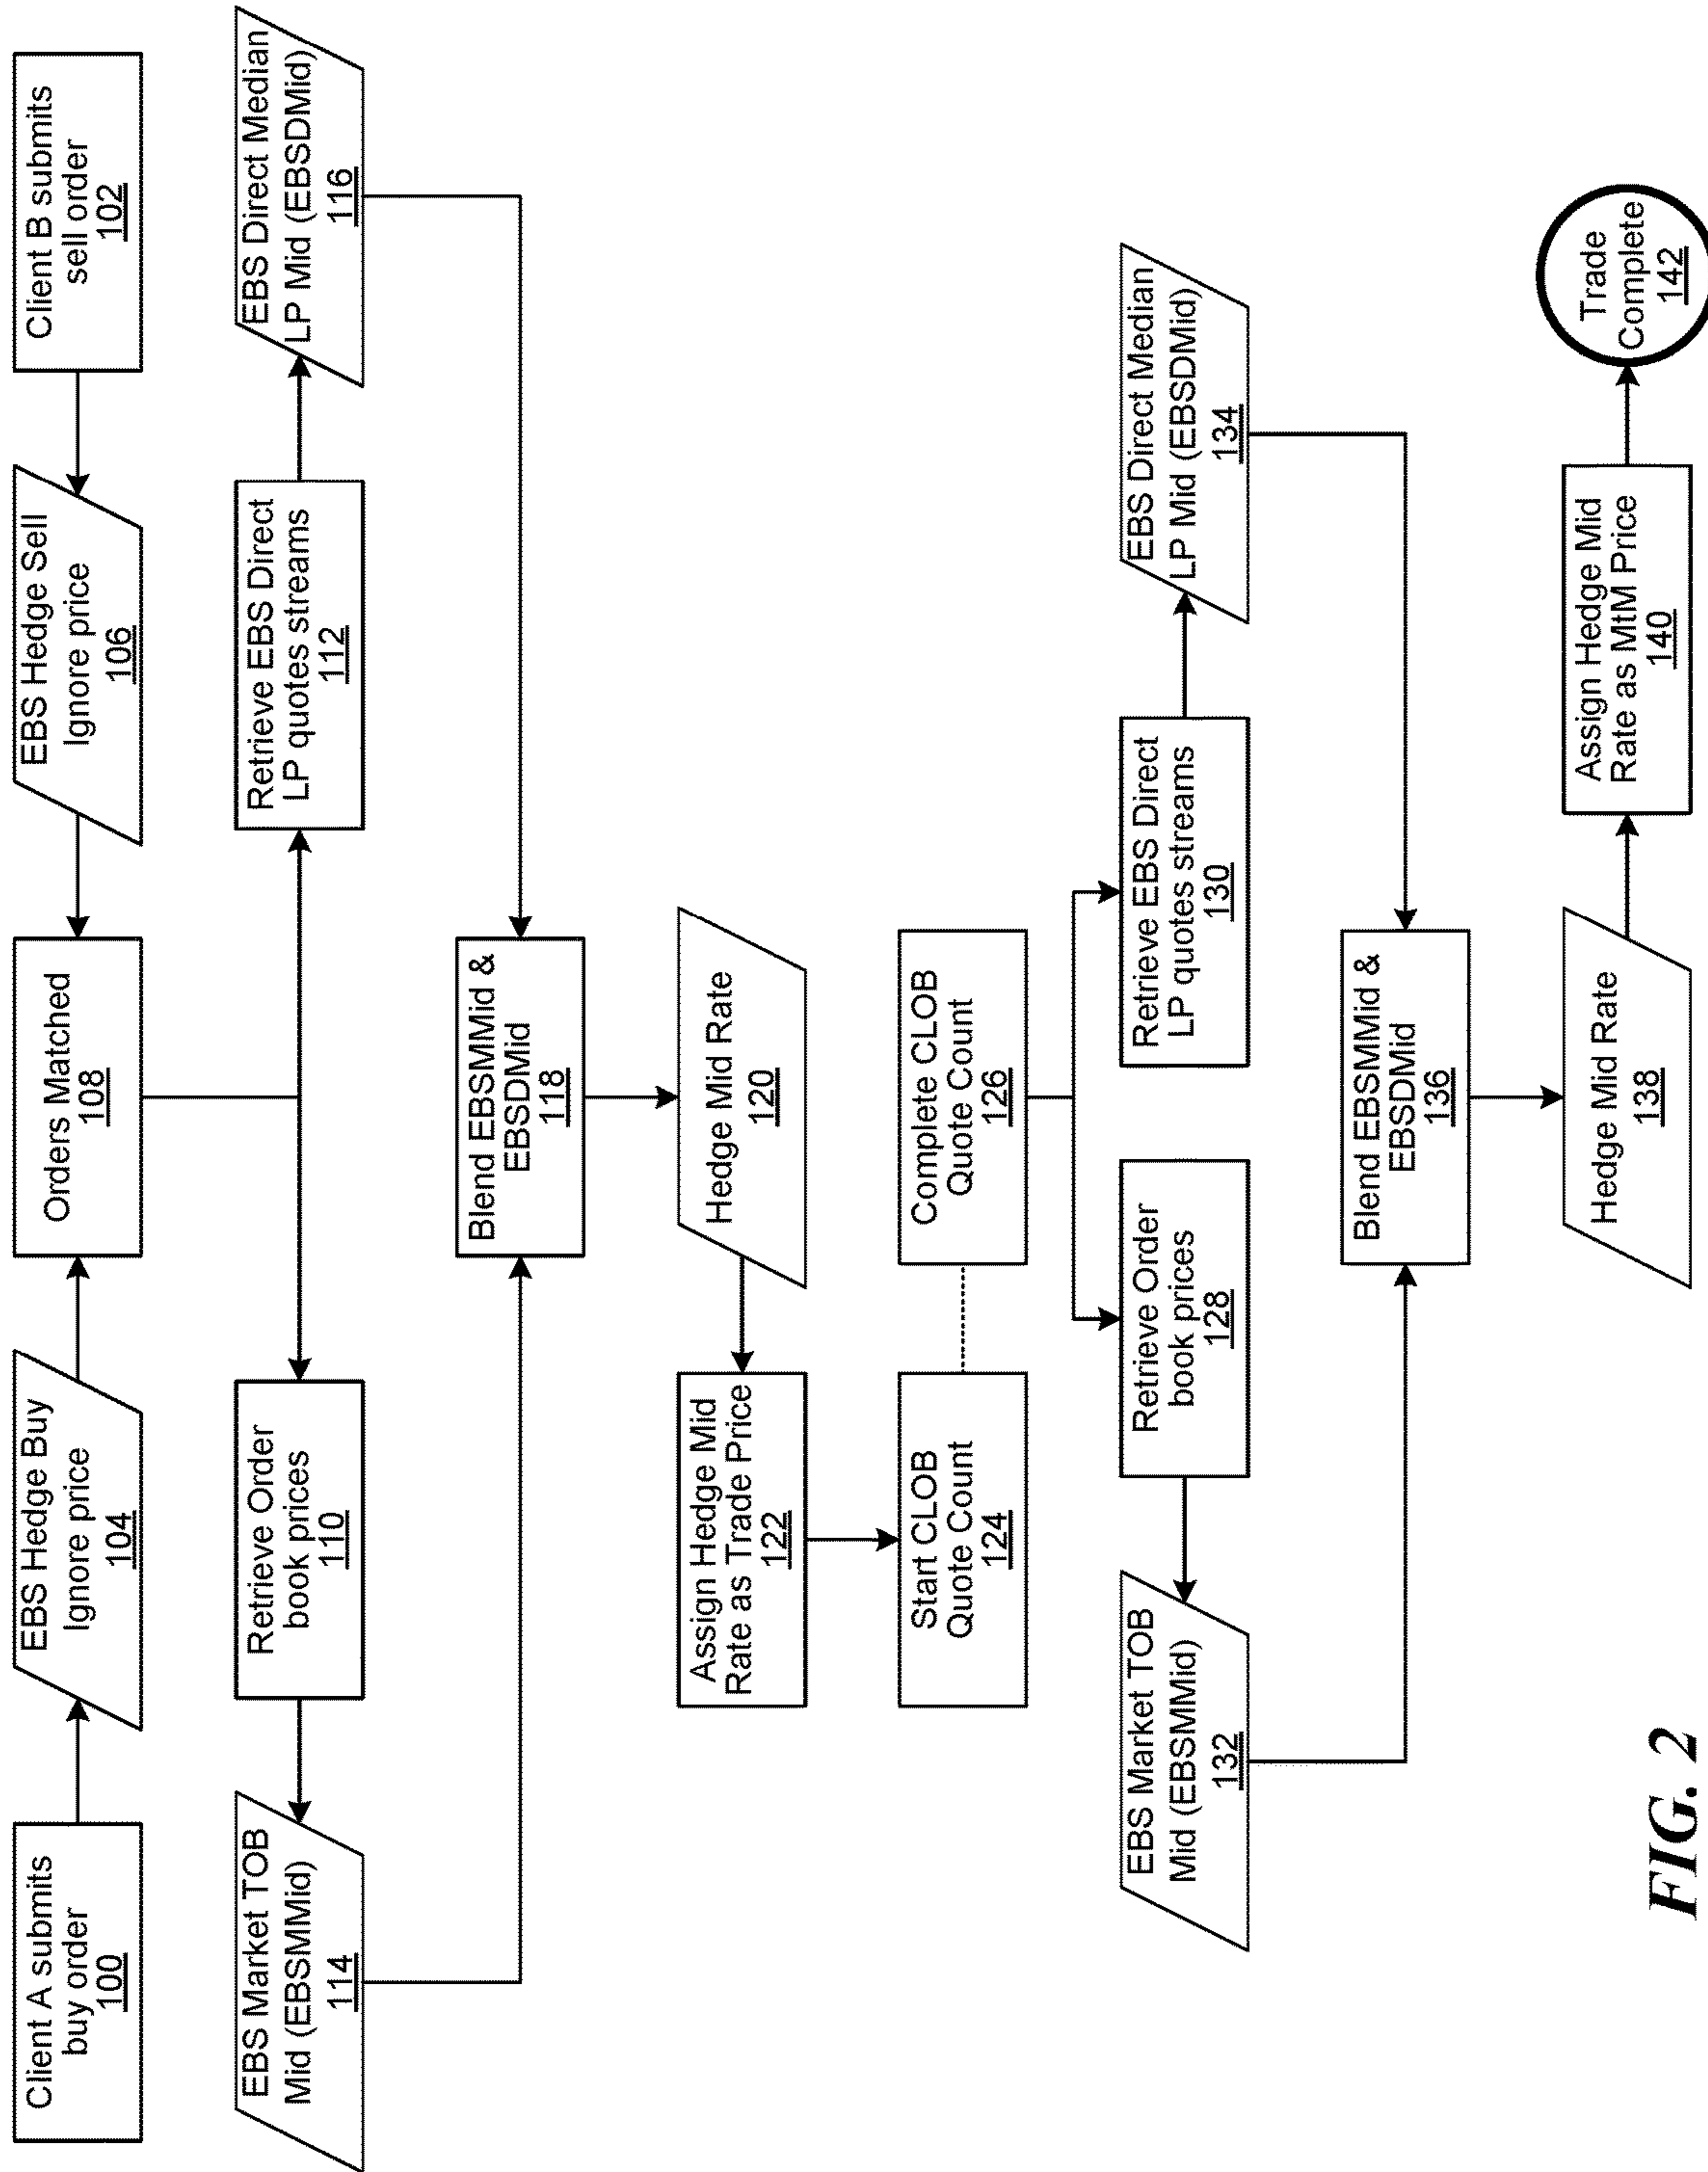 Client A submits
buy order
100
EBS Hedge Buy
Ignore price
104
Orders Matched
108
EBS Hedge Sell
Ignore price
106
Client B submits
sell order
102
EBS Market TOB
Mid (EBSMMid)
114
Retrieve Order
book prices
110
Retrieve EBS Direct
LP quotes streams
112
EBS Direct Median
LP Mid (EBSDMid)
116
Blend EBSMMid &
EBSDMid
118
Assign Hedge Mid
Rate as Trade Price
122
Hedge Mid Rate
120
Start CLOB
Quote Count
124
Complete CLOB
Quote Count
126
EBS Market TOB
Mid (EBSMMid)
132
Retrieve Order
book prices
128
Retrieve EBS Direct
LP quotes streams
130
EBS Direct Median
LP Mid (EBSDMid)
134
Blend EBSMMid &
EBSDMid
136
Hedge Mid Rate
138
Assign Hedge Mid
Rate as MtM Price
140
Trade
Complete
142
FIG. 2